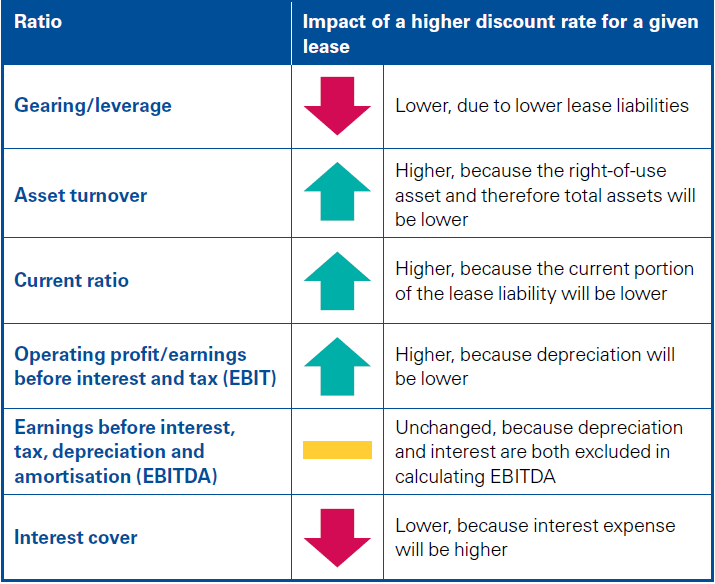 Ratio
Impact of a higher discount rate for a given
lease
Gearing/leverage
Lower, due to lower lease liabilities
Asset turnover
Higher, because the right-of-use
asset and therefore total assets will
be lower
Current ratio
Higher, because the current portion
of the lease liability will be lower
Operating profit/earnings
before interest and tax (EBIT)
Higher, because depreciation will
be lower
Earnings before interest,
tax, depreciation and
amortisation (EBITDA)
Unchanged, because depreciation
and interest are both excluded in
calculating EBITDA
Interest cover
Lower, because interest expense
will be higher